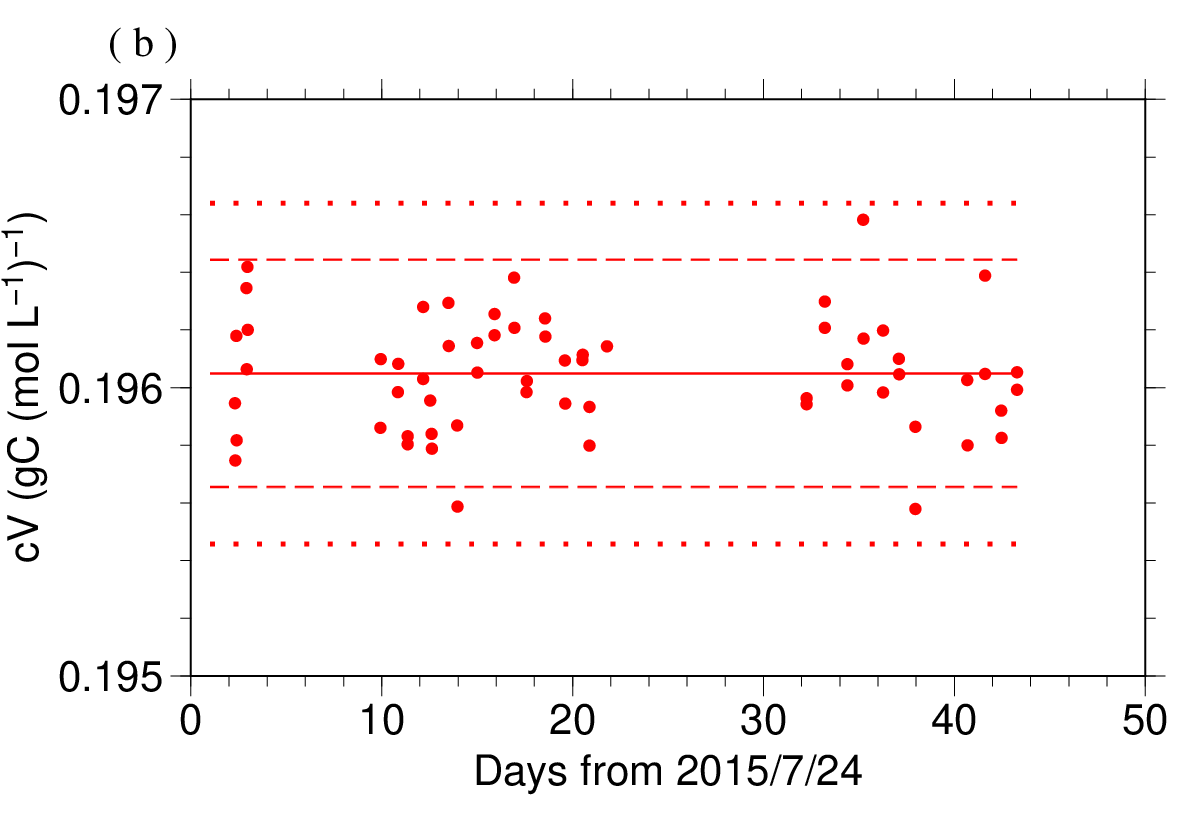 ( b )
0.197
0.196
0.195
cV (gC (mol L⁻¹)⁻¹)
0 10 20 30 40 50
Days from 2015/7/24